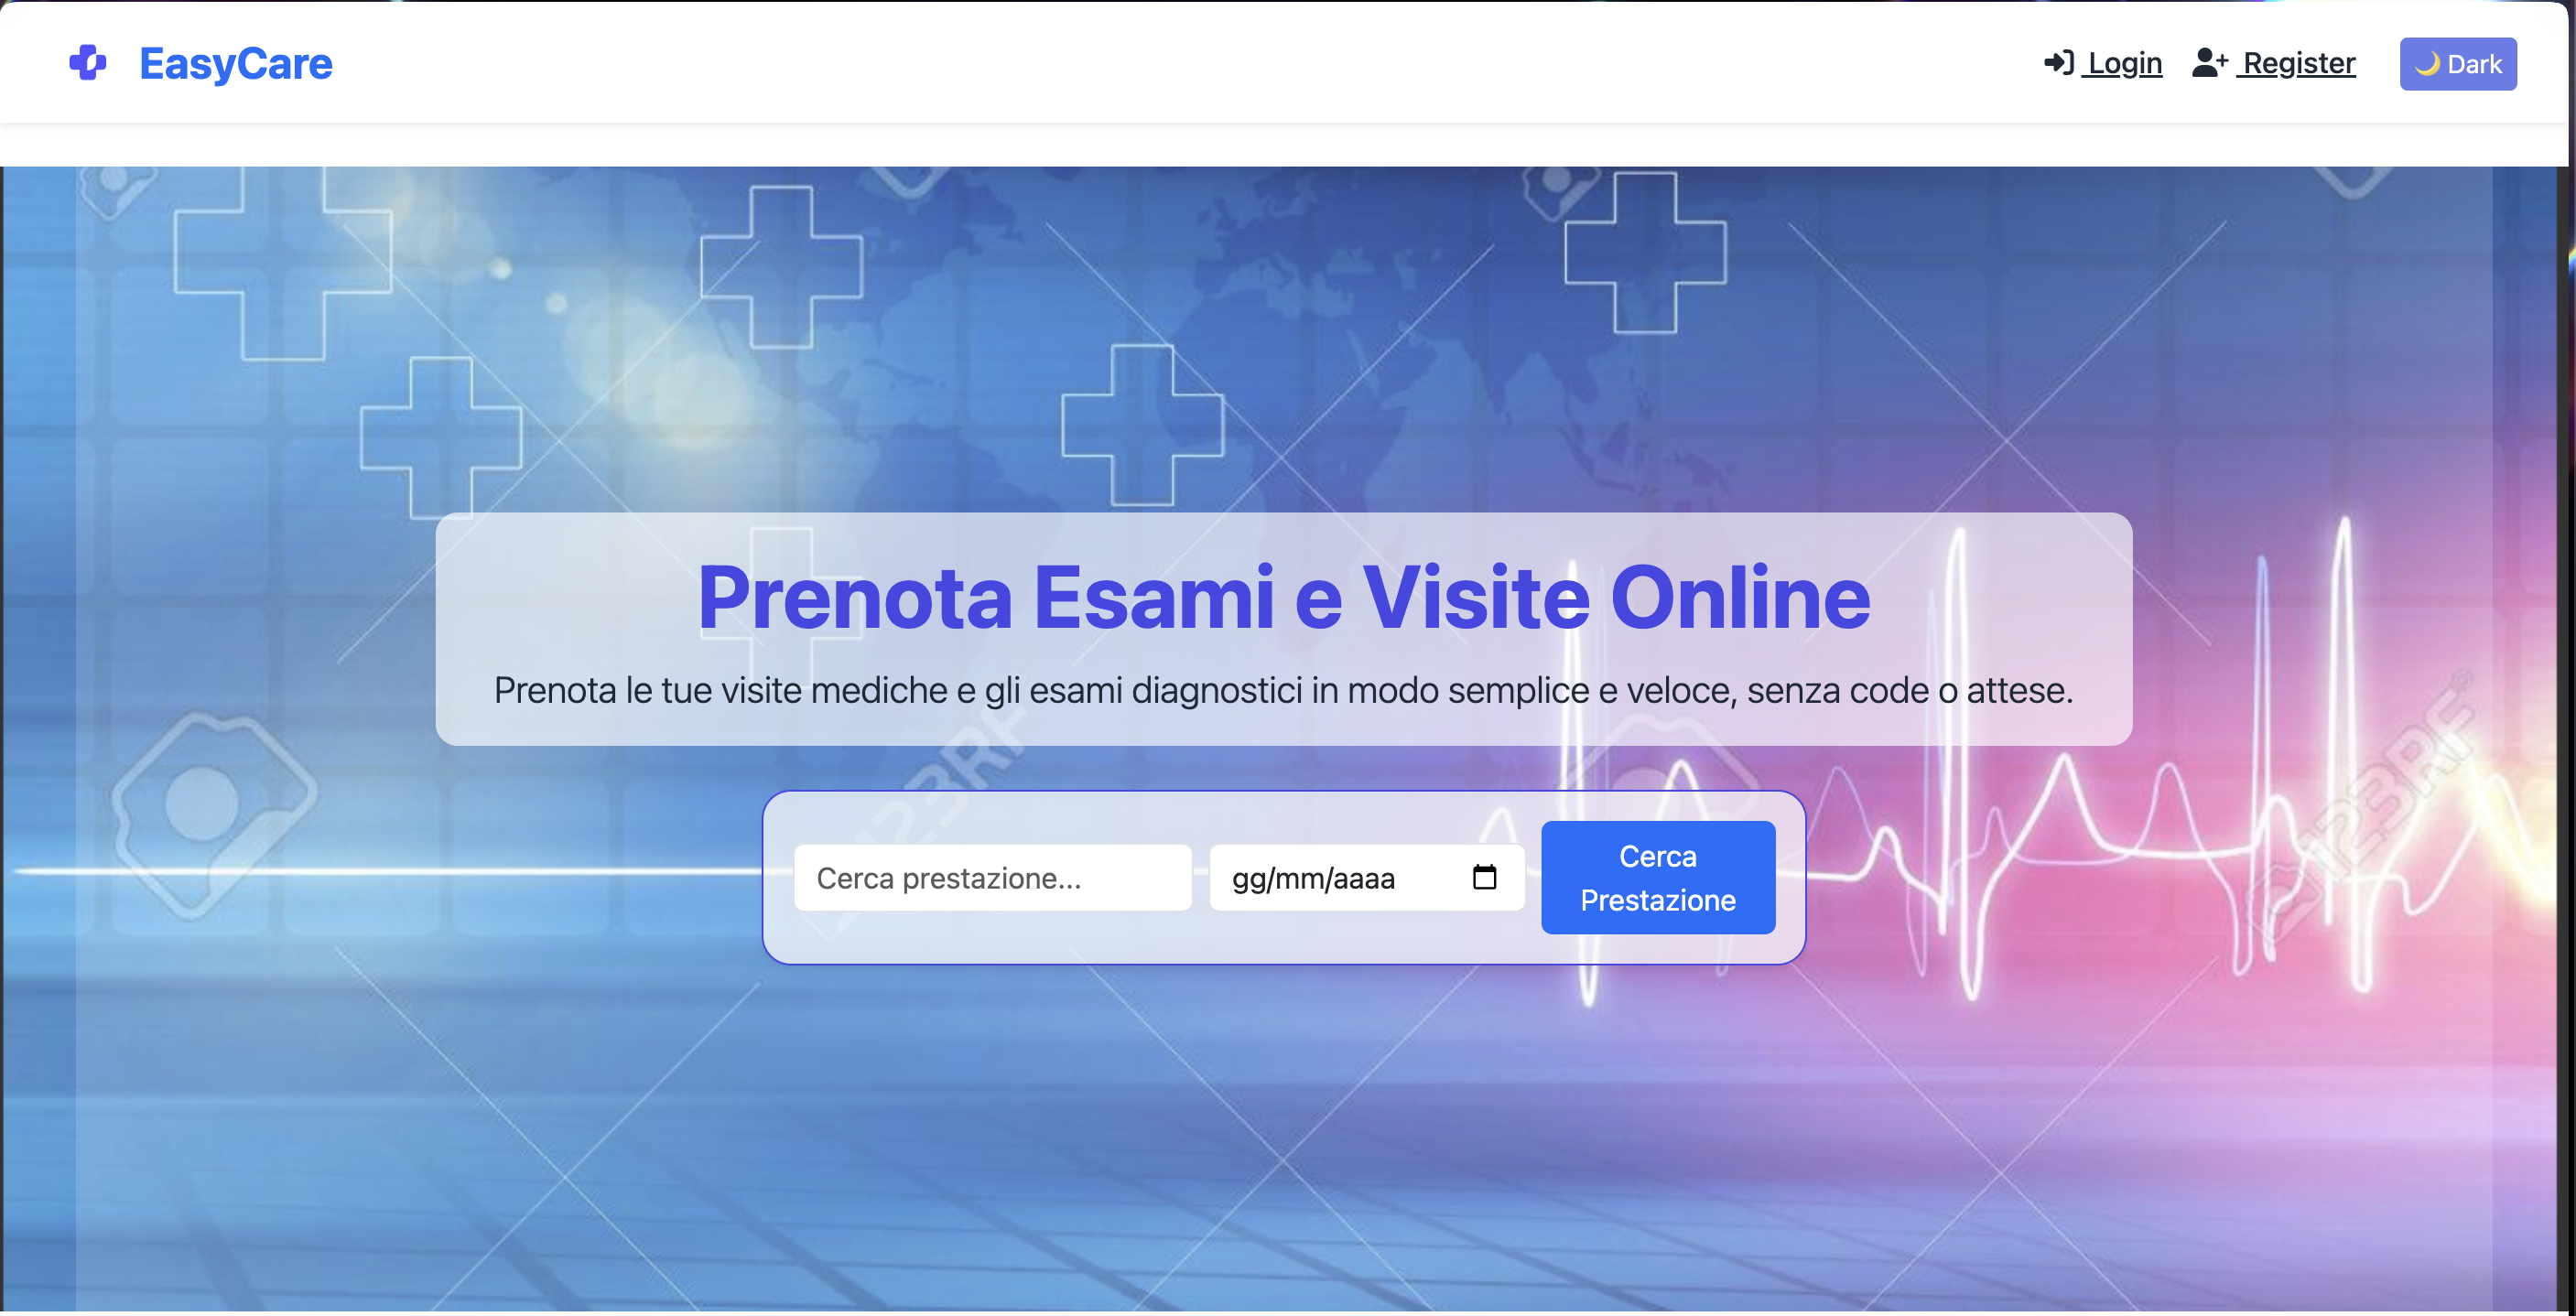 EasyCare
Login
Register
🌙 Dark
Prenota Esami e Visite Online
Prenota le tue visite mediche e gli esami diagnostici in modo semplice e veloce, senza code o attese.
123RF
123RF®
Cerca prestazione...
gg/mm/aaaa
Cerca
Prestazione